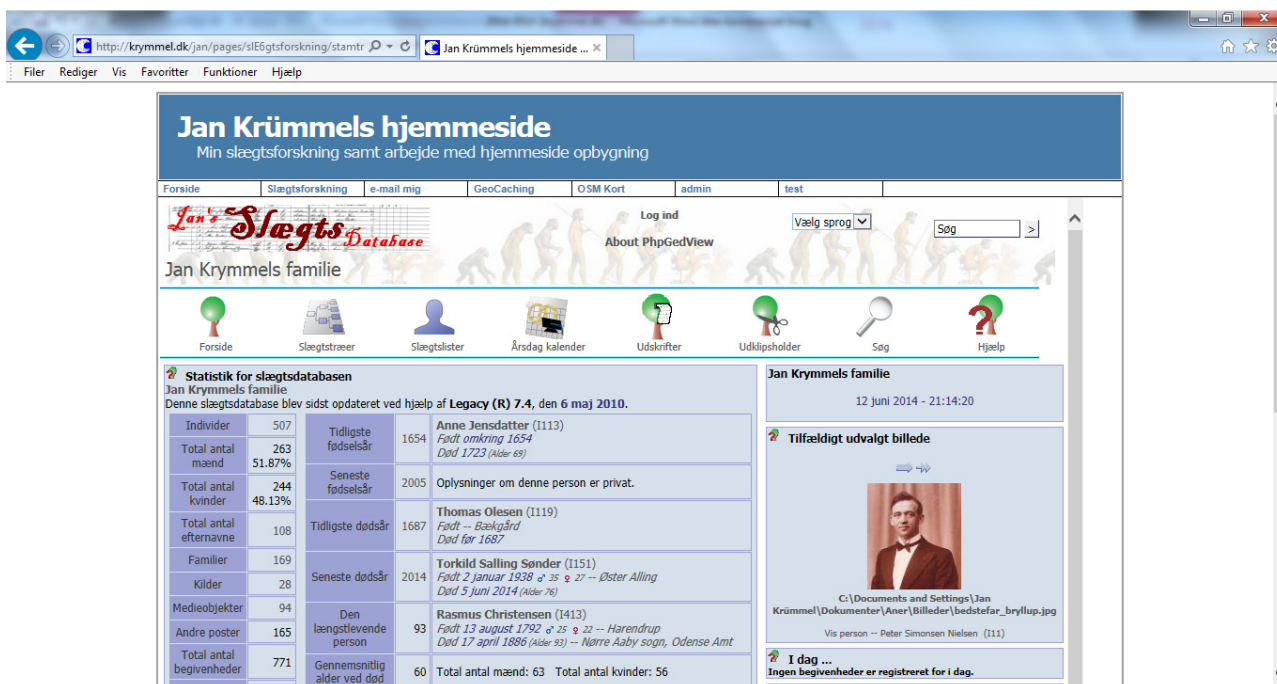 http://krymmel.dk/jan/pages/slE6gtsforskning/stamtr
Jan Krümmels hjemmeside ...
Filer Rediger Vis Favoritter Funktioner Hjælp
Jan Krümmels hjemmeside
Min slægtsforskning samt arbejde med hjemmeside opbygning
Forside Slægtsforskning e-mail mig GeoCaching OSM Kort admin test
Jan's Slægts Database
Log ind
About PhpGedView
Vælg sprog
Søg >
Jan Krymmels familie
Forside Slægtstræer Slægtslister Årsdag kalender Udskrifter Udklipsholder Søg Hjælp
Statistik for slægtsdatabasen
Jan Krymmels familie
Denne slægtsdatabase blev sidst opdateret ved hjælp af Legacy (R) 7.4, den 6 maj 2010.
Individer 507
Total antal mænd 263 51.87%
Total antal kvinder 244 48.13%
Total antal efternavne 108
Familier 169
Kilder 28
Medieobjekter 94
Andre poster 165
Total antal begivenheder 771
Tidligste fødselsår 1654 Anne Jensdatter (I113)
Født omkring 1654
Død 1723 (Alder 69)
Seneste fødselsår 2005 Oplysninger om denne person er privat.
Tidligste dødsår 1687 Thomas Olesen (I119)
Født -- Bækgård
Død før 1687
Seneste dødsår 2014 Torkild Salling Sønder (I151)
Født 2 januar 1938 ♂ 35 ♀ 27 -- Øster Alling
Død 5 juni 2014 (Alder 76)
Den længstlevende person 93 Rasmus Christensen (I413)
Født 13 august 1792 ♂ 25 ♀ 22 -- Harendrup
Død 17 april 1886 (Alder 93) -- Nørre Aaby sogn, Odense Amt
Gennemsnitlig alder ved død 60 Total antal mænd: 63 Total antal kvinder: 56
Jan Krymmels familie
12 juni 2014 - 21:14:20
Tilfældigt udvalgt billede
C:\Documents and Settings\Jan
Krümmel\Dokumenter\Aner\Billeder\bedstefar_bryllup.jpg
Vis person -- Peter Simonsen Nielsen (I11)
I dag ...
Ingen begivenheder er registreret for i dag.